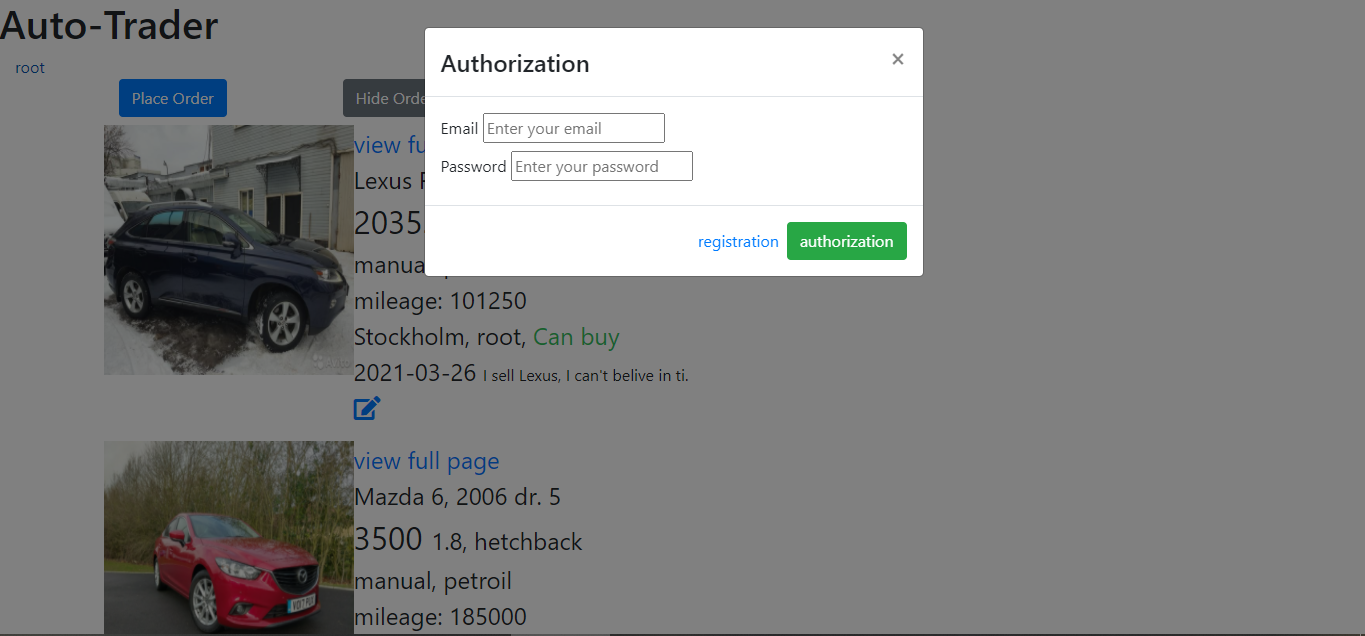 Auto-Trader
root
Place Order
Hide Orde
Authorization
×
Email Enter your email
Password Enter your password
registration authorization
view fu
Lexus
2035
manua
mileage: 101250
Stockholm, root, Can buy
2021-03-26 I sell Lexus, I can't belive in ti.
view full page
Mazda 6, 2006 dr. 5
3500 1.8, hetchback
manual, petroil
mileage: 185000